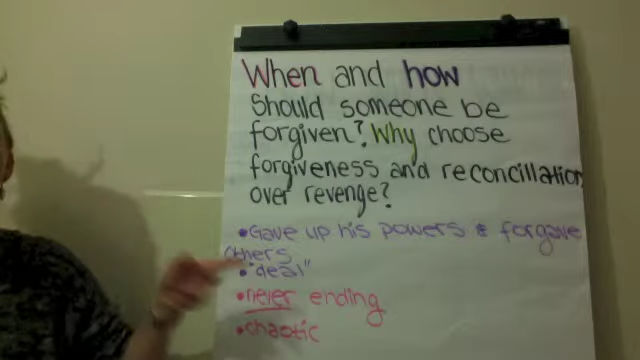 When and how
Should someone be
forgiven? Why choose
forgiveness and reconcillation
over revenge?
•Gave up his powers & forgave
others
•"deal"
•never ending
•chaotic